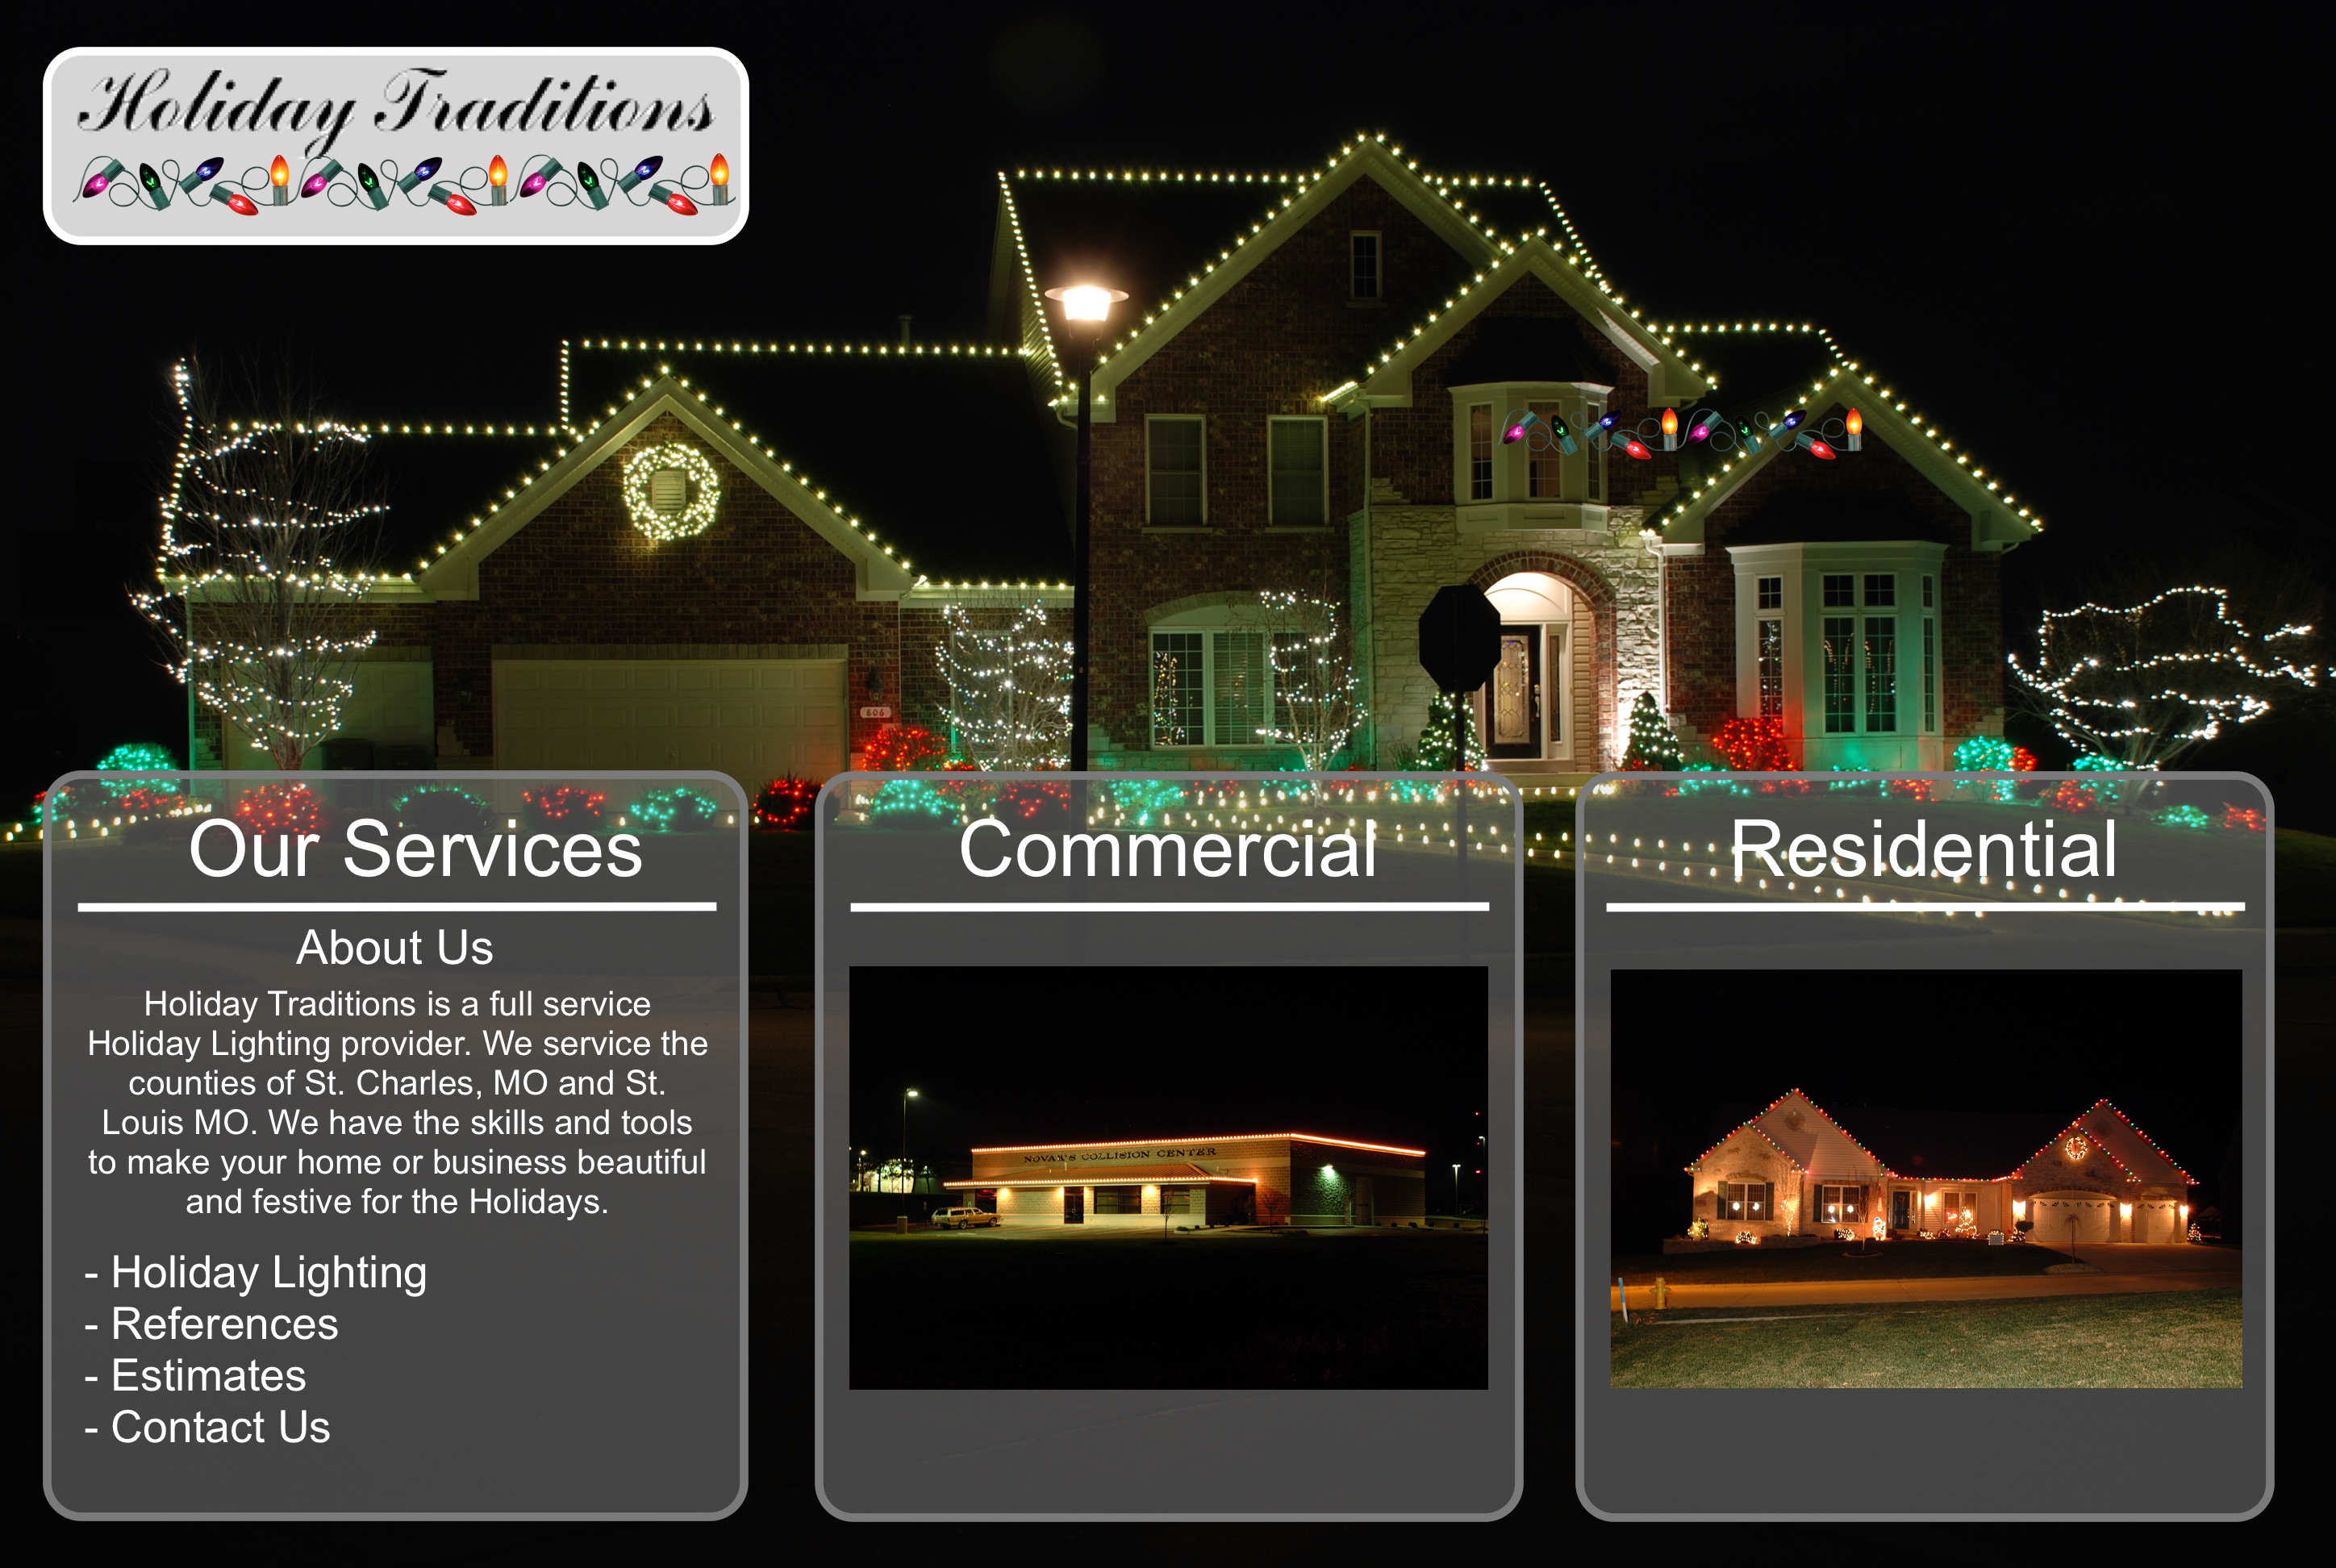 Holiday Traditions
606
Our Services
About Us
Holiday Traditions is a full service
Holiday Lighting provider. We service the
counties of St. Charles, MO and St.
Louis MO. We have the skills and tools
to make your home or business beautiful
and festive for the Holidays.
- Holiday Lighting
- References
- Estimates
- Contact Us
Commercial
NOVAK'S COLLISION CENTER
Residential